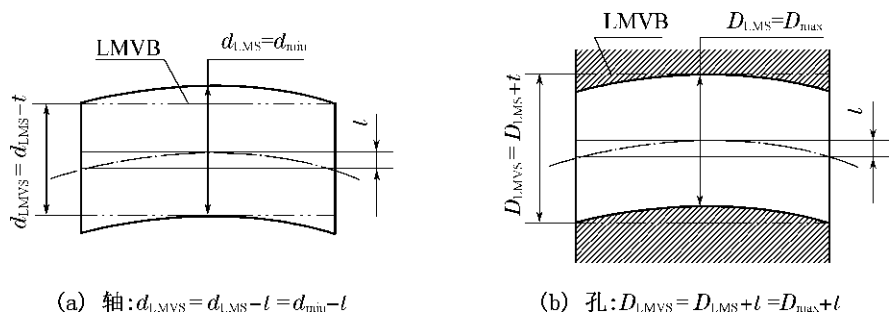 LMVB
d_LMS=d_min
d_LMVS=d_LMS-t
t
(a) 轴:d_LMVS=d_LMS-t=d_min-t
LMVB
D_LMS=D_max
D_LMVS=D_LMS+t
t
(b) 孔:D_LMVS=D_LMS+t=D_max+t